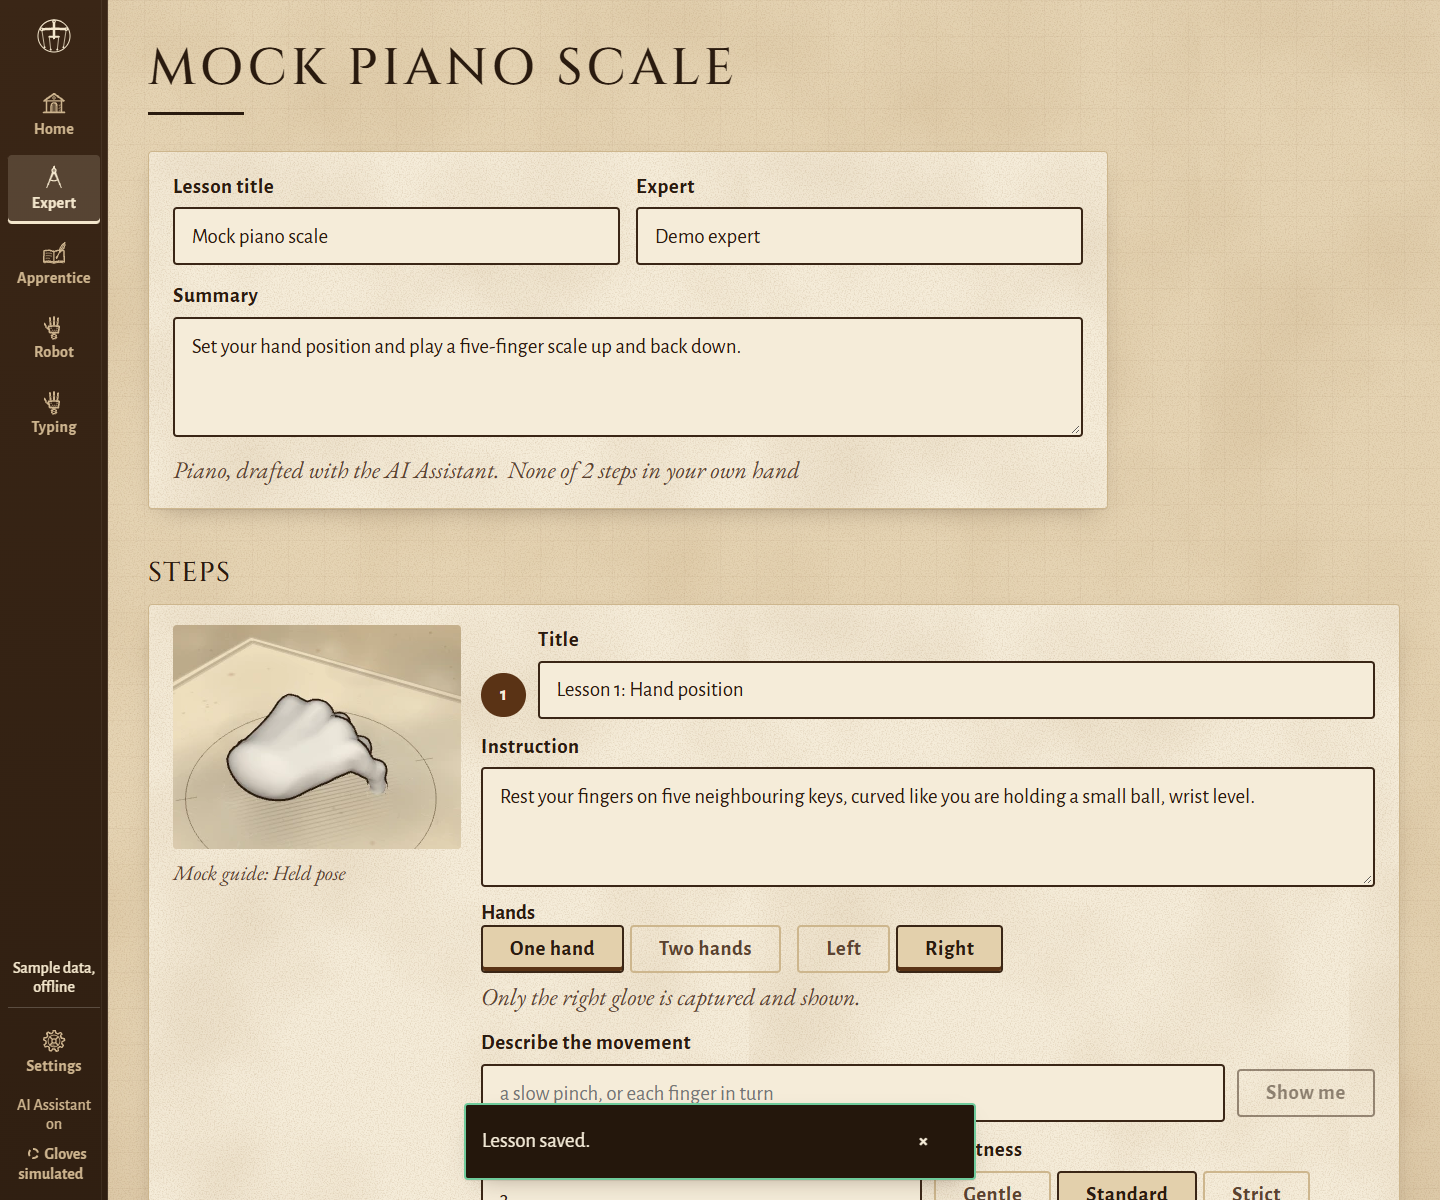 Home
Expert
Apprentice
Robot
Typing
Sample data,
offline
Settings
AI Assistant
on
Gloves
simulated
MOCK PIANO SCALE
Lesson title
Expert
Mock piano scale
Demo expert
Summary
Set your hand position and play a five-finger scale up and back down.
Piano, drafted with the AI Assistant. None of 2 steps in your own hand
STEPS
Title
1
Lesson 1: Hand position
Instruction
Rest your fingers on five neighbouring keys, curved like you are holding a small ball, wrist level.
Mock guide: Held pose
Hands
One hand
Two hands
Left
Right
Only the right glove is captured and shown.
Describe the movement
a slow pinch, or each finger in turn
Show me
Lesson saved.
×
tness
Gentle
Standard
Strict